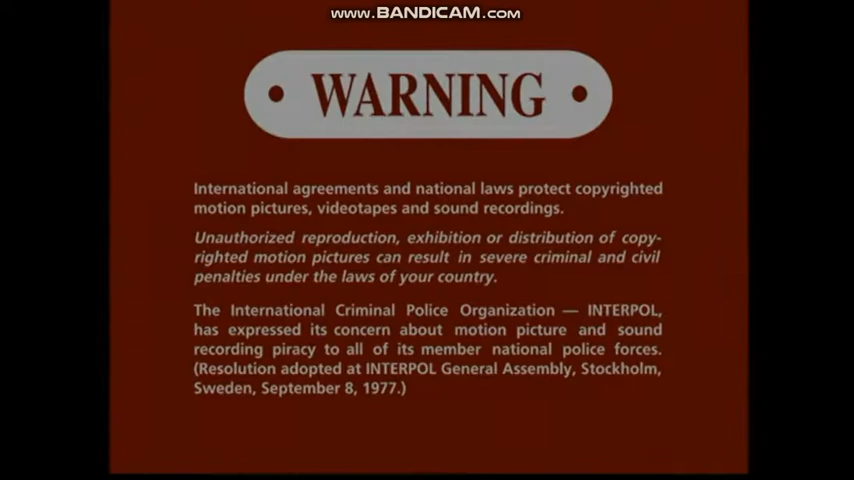 www.BANDICAM.com
• WARNING •
International agreements and national laws protect copyrighted
motion pictures, videotapes and sound recordings.
Unauthorized reproduction, exhibition or distribution of copy-
righted motion pictures can result in severe criminal and civil
penalties under the laws of your country.
The International Criminal Police Organization — INTERPOL,
has expressed its concern about motion picture and sound
recording piracy to all of its member national police forces.
(Resolution adopted at INTERPOL General Assembly, Stockholm,
Sweden, September 8, 1977.)